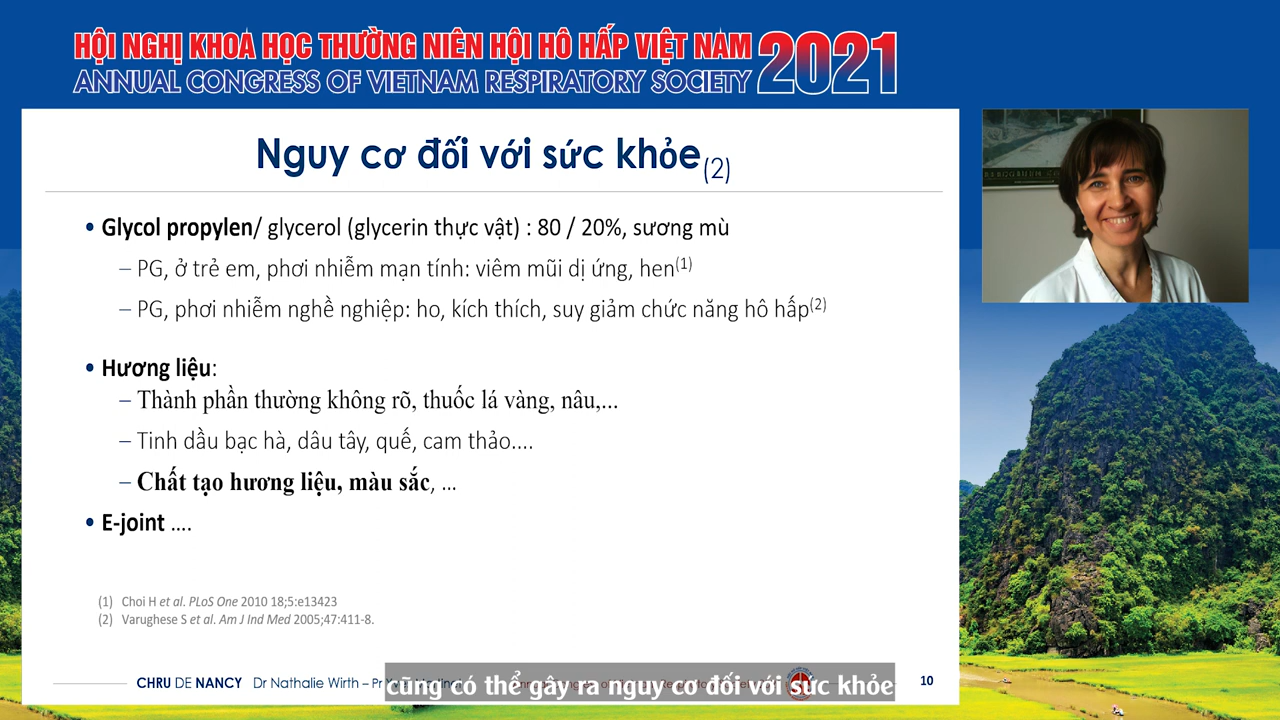 HỘI NGHỊ KHOA HỌC THƯỜNG NIÊN HỘI HÔ HẤP VIỆT NAM 2021
ANNUAL CONGRESS OF VIETNAM RESPIRATORY SOCIETY
Nguy cơ đối với sức khỏe(2)
• Glycol propylen/ glycerol (glycerin thực vật) : 80 / 20%, sương mù
– PG, ở trẻ em, phơi nhiễm mạn tính: viêm mũi dị ứng, hen(1)
– PG, phơi nhiễm nghề nghiệp: ho, kích thích, suy giảm chức năng hô hấp(2)
• Hương liệu:
– Thành phần thường không rõ, thuốc lá vàng, nâu,...
– Tinh dầu bạc hà, dâu tây, quế, cam thảo....
– Chất tạo hương liệu, màu sắc, ...
• E-joint ....
(1) Choi H et al. PLoS One 2010 18;5:e13423
(2) Varughese S et al. Am J Ind Med 2005;47:411-8.
CHRU DE NANCY Dr Nathalie Wirth – Pr
cũng có thể gây ra nguy cơ đối với sức khỏe
10